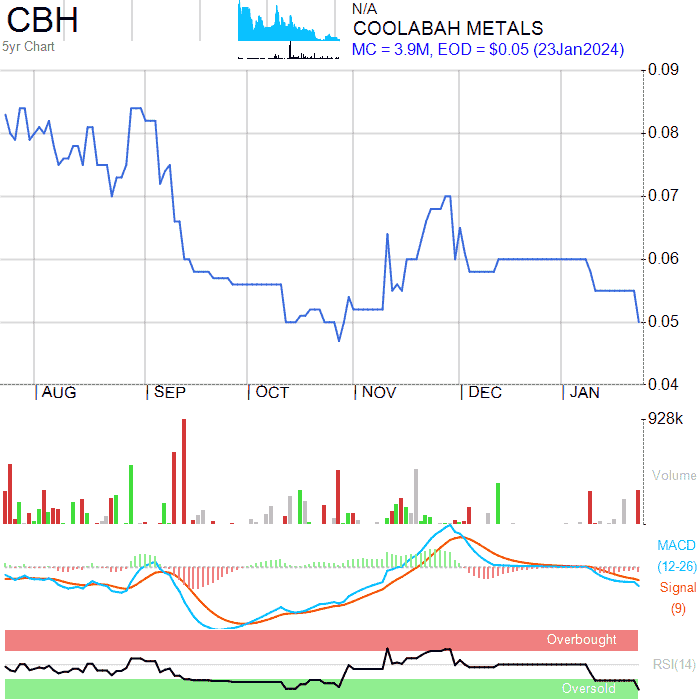 CBH
5yr Chart
N/A
COOLABAH METALS
MC = 3.9M, EOD = $0.05 (23Jan2024)
0.09
0.08
0.07
0.06
0.05
0.04
AUG SEP OCT NOV DEC JAN
928k
Volume
MACD
(12-26)
Signal
(9)
Overbought
RSI(14)
Oversold